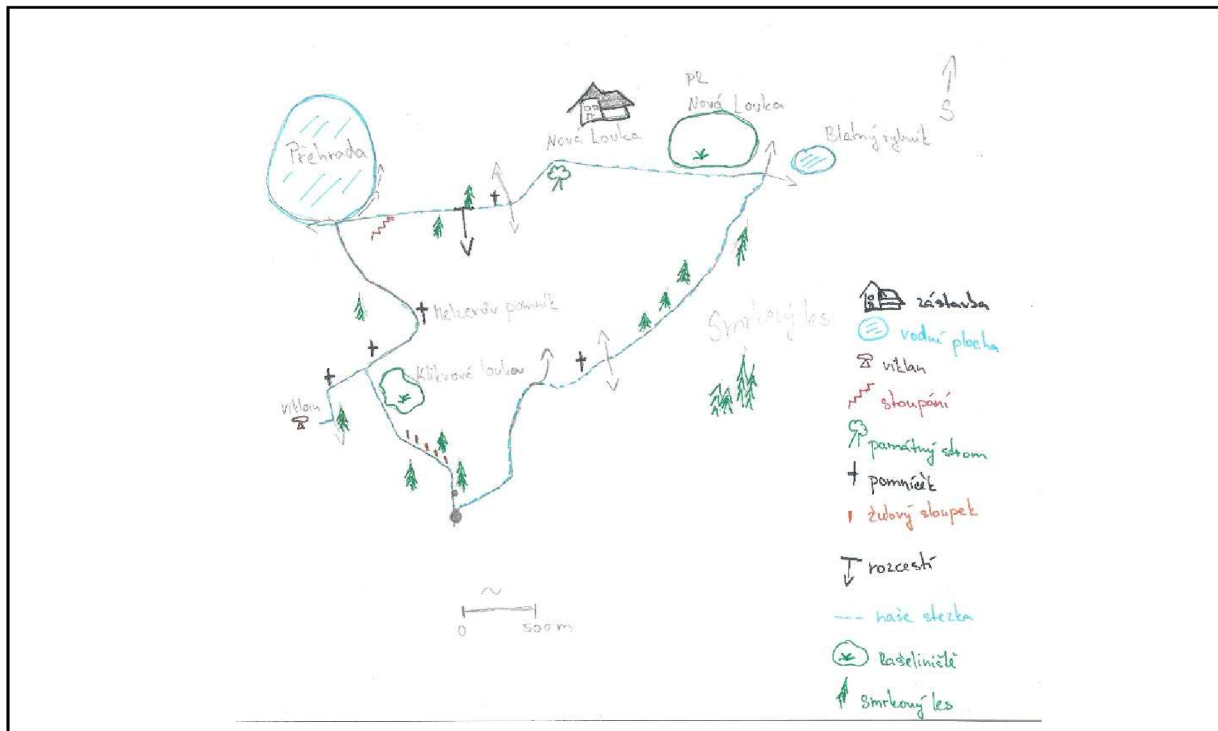 PR
Nová Louka
S
Přehrada
Nová Louka
Blatný rybník
Melzerův pomník
Smrkový les
Klikvová louka
viklan
0 500 m
zástavba
vodní plocha
viklan
stoupání
památný strom
pomníček
žulový sloupek
rozcestí
naše stezka
Rašeliniště
Smrkový les